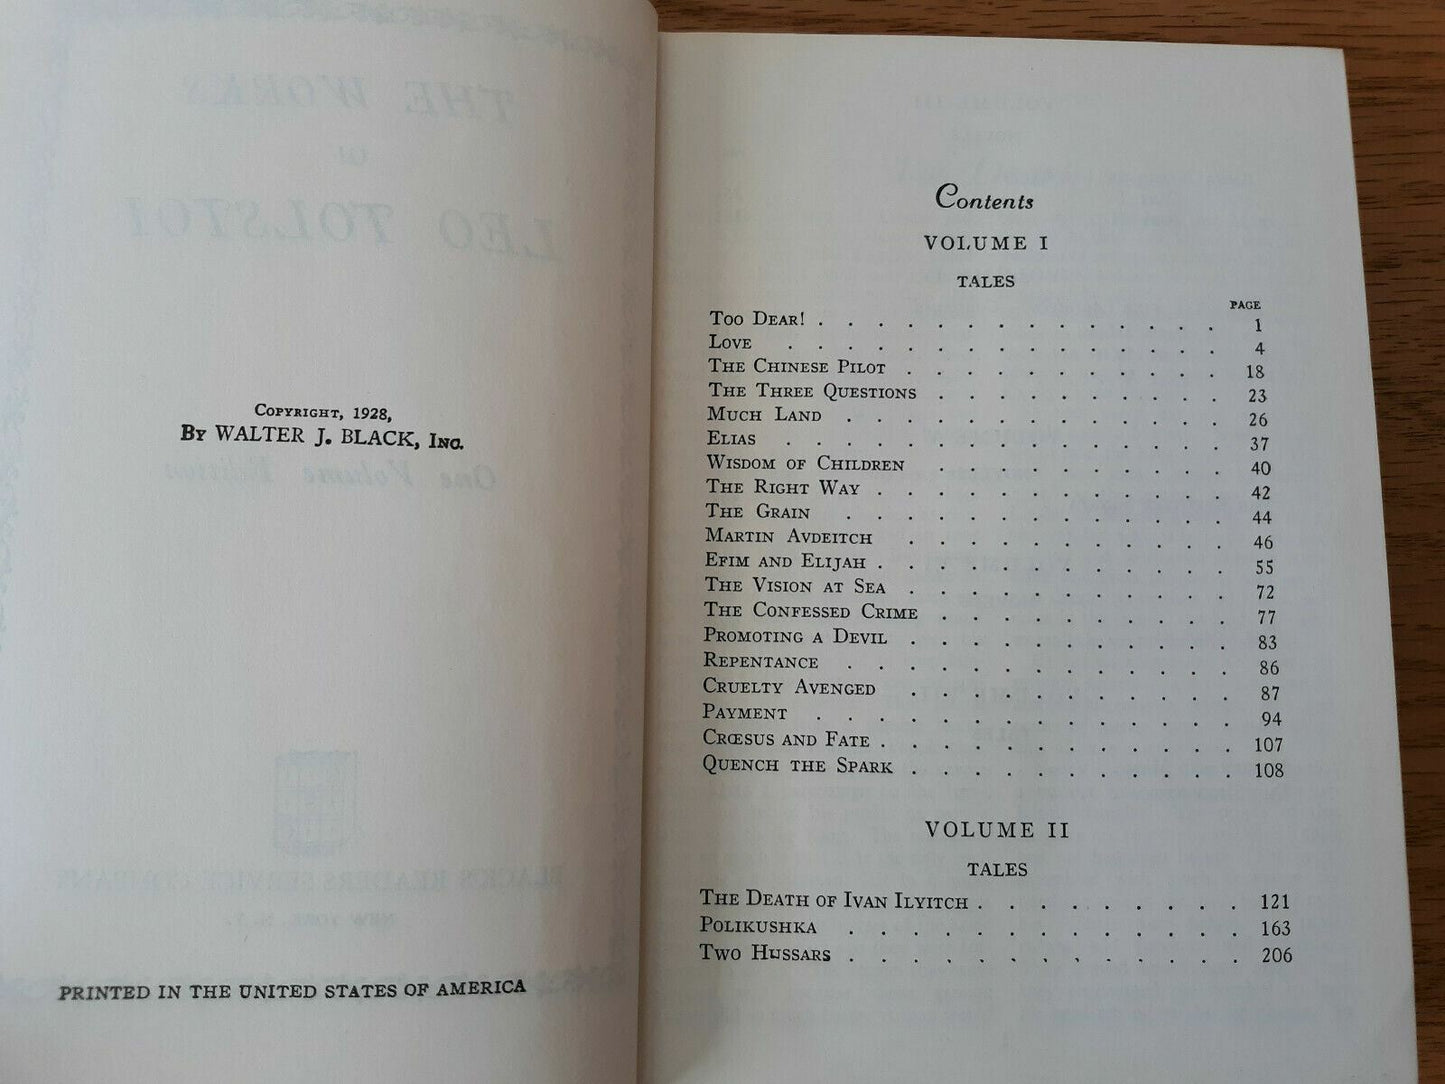 COPYRIGHT, 1928,
BY WALTER J. BLACK, INC.
PRINTED IN THE UNITED STATES OF AMERICA
Contents
VOLUME I
TALES
PAGE
TOO DEAR! . . . . . . . . . . . . . . 1
LOVE . . . . . . . . . . . . . . . 4
THE CHINESE PILOT . . . . . . . . . . . 18
THE THREE QUESTIONS . . . . . . . . . . 23
MUCH LAND . . . . . . . . . . . . . 26
ELIAS . . . . . . . . . . . . . . . 37
WISDOM OF CHILDREN . . . . . . . . . . 40
THE RIGHT WAY . . . . . . . . . . . . 42
THE GRAIN . . . . . . . . . . . . . 44
MARTIN AVDEITCH . . . . . . . . . . . 46
EFIM AND ELIJAH . . . . . . . . . . . . 55
THE VISION AT SEA . . . . . . . . . . . 72
THE CONFESSED CRIME . . . . . . . . . . 77
PROMOTING A DEVIL . . . . . . . . . . . 83
REPENTANCE . . . . . . . . . . . . . 86
CRUELTY AVENGED . . . . . . . . . . . 87
PAYMENT . . . . . . . . . . . . . . 94
CRŒSUS AND FATE . . . . . . . . . . . . 107
QUENCH THE SPARK . . . . . . . . . . . 108
VOLUME II
TALES
THE DEATH OF IVAN ILYITCH . . . . . . . . . 121
POLIKUSHKA . . . . . . . . . . . . . 163
TWO HUSSARS . . . . . . . . . . . . . 206